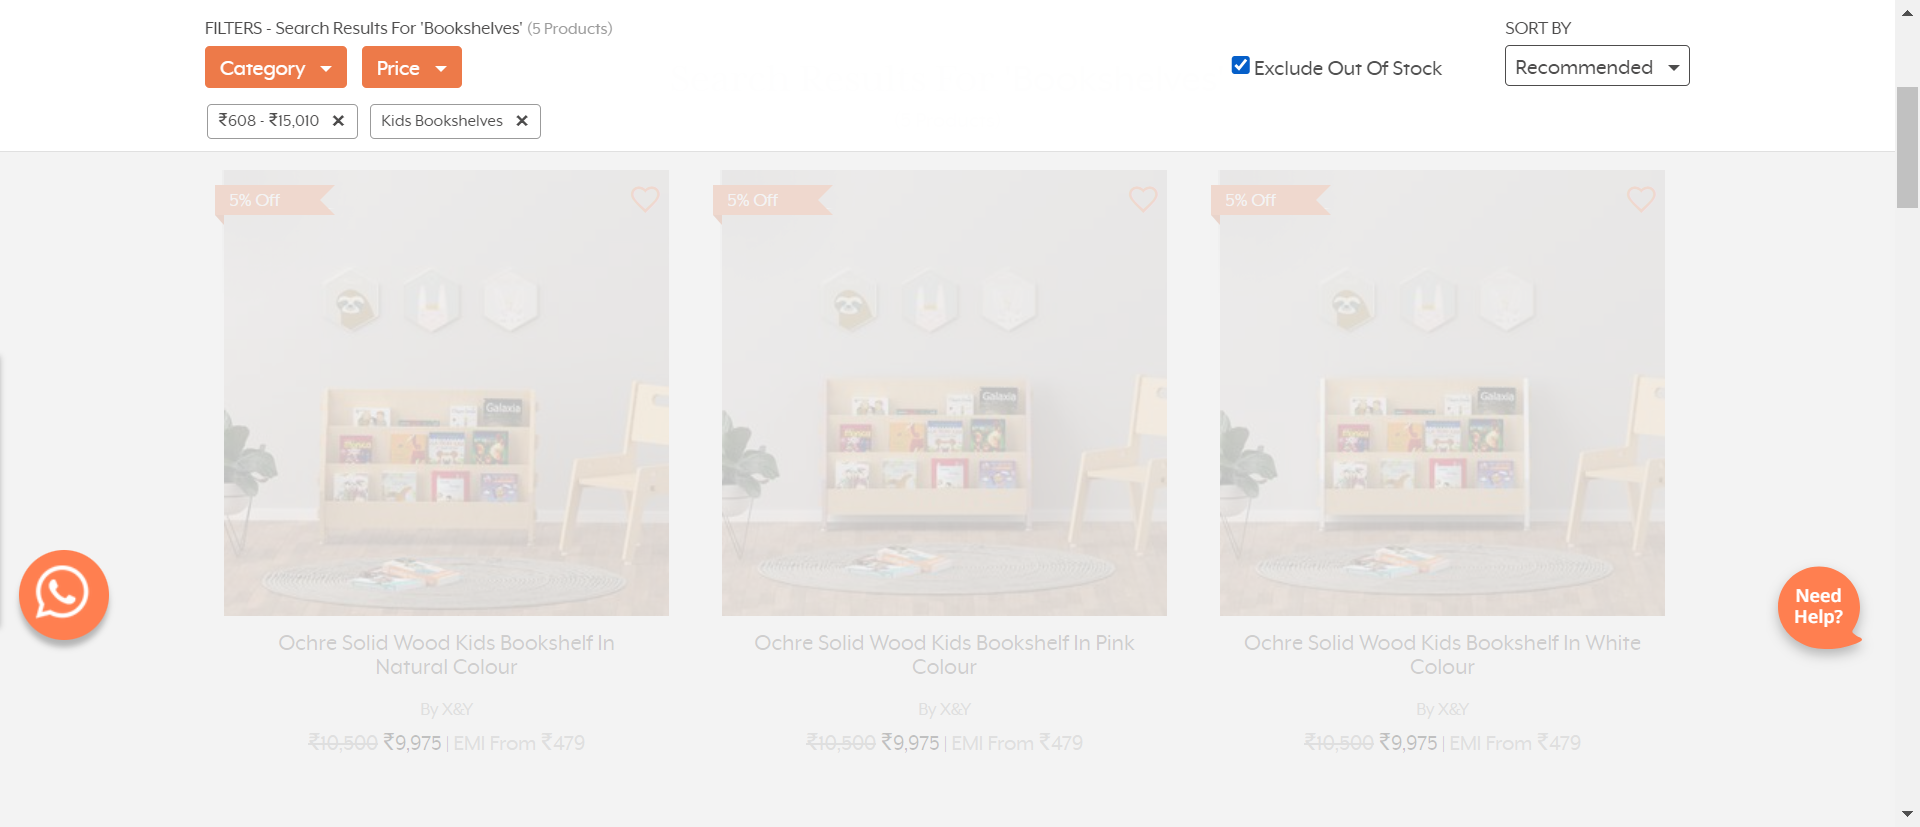 FILTERS - Search Results For 'Bookshelves' (5 Products)
SORT BY
Category
Price
Exclude Out Of Stock
Recommended
₹608 - ₹15,010
Kids Bookshelves
5% Off
5% Off
5% Off
Galaxia
Galaxia
Galaxia
Need
Help?
Ochre Solid Wood Kids Bookshelf In
Natural Colour
By X&Y
₹10,500 ₹9,975 | EMI From ₹479
Ochre Solid Wood Kids Bookshelf In Pink
Colour
By X&Y
₹10,500 ₹9,975 | EMI From ₹479
Ochre Solid Wood Kids Bookshelf In White
Colour
By X&Y
₹10,500 ₹9,975 | EMI From ₹479